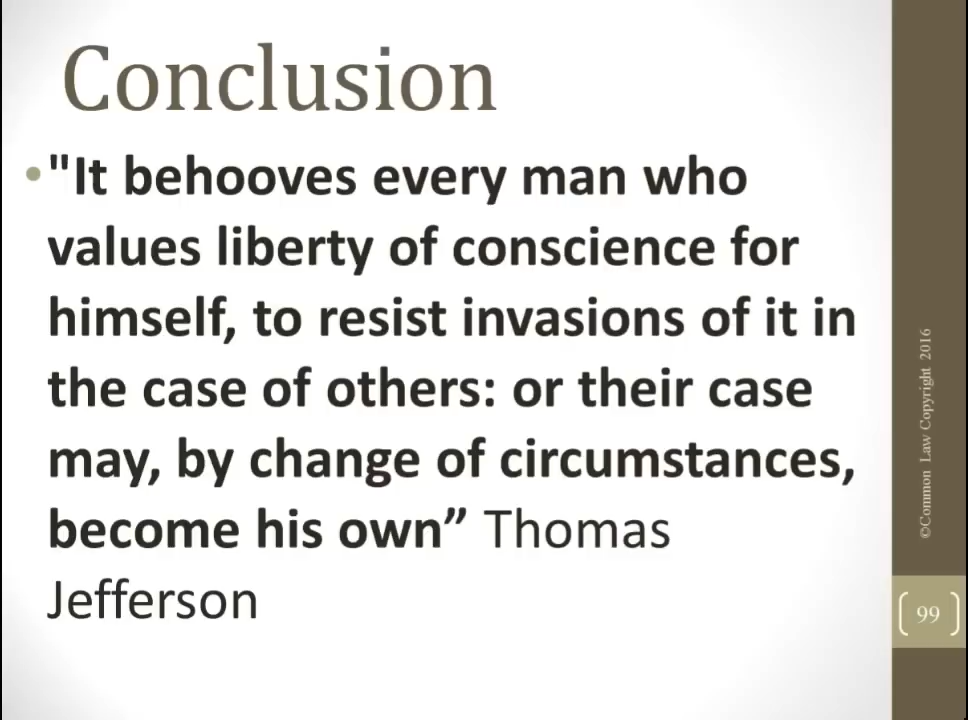 Conclusion
• "It behooves every man who
values liberty of conscience for
himself, to resist invasions of it in
the case of others: or their case
may, by change of circumstances,
become his own” Thomas
Jefferson
©Common Law Copyright 2016
99